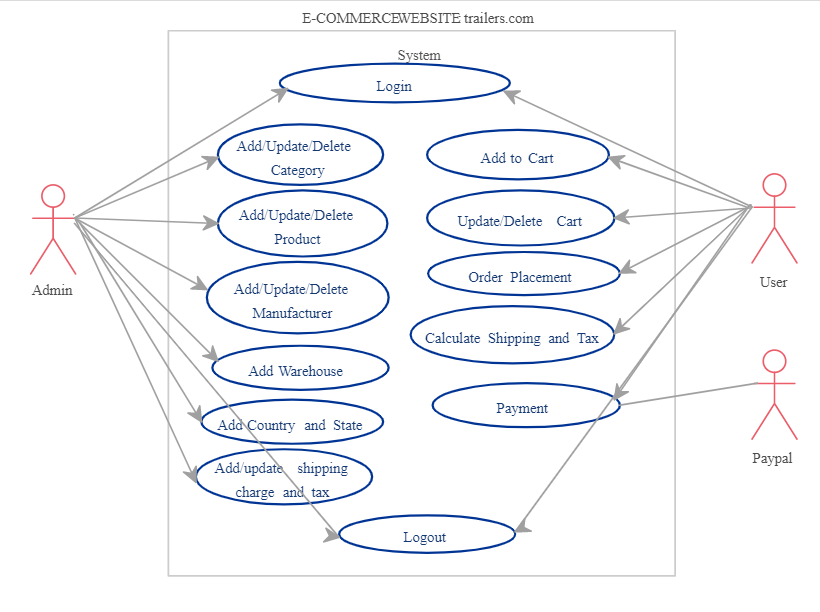 E-COMMERCEWEBSITE trailers.com
System
Login
Add/Update/Delete
Category
Add to Cart
Add/Update/Delete
Product
Update/Delete Cart
Admin
User
Add/Update/Delete
Manufacturer
Order Placement
Calculate Shipping and Tax
Add Warehouse
Payment
Add Country and State
Paypal
Add/update shipping
charge and tax
Logout